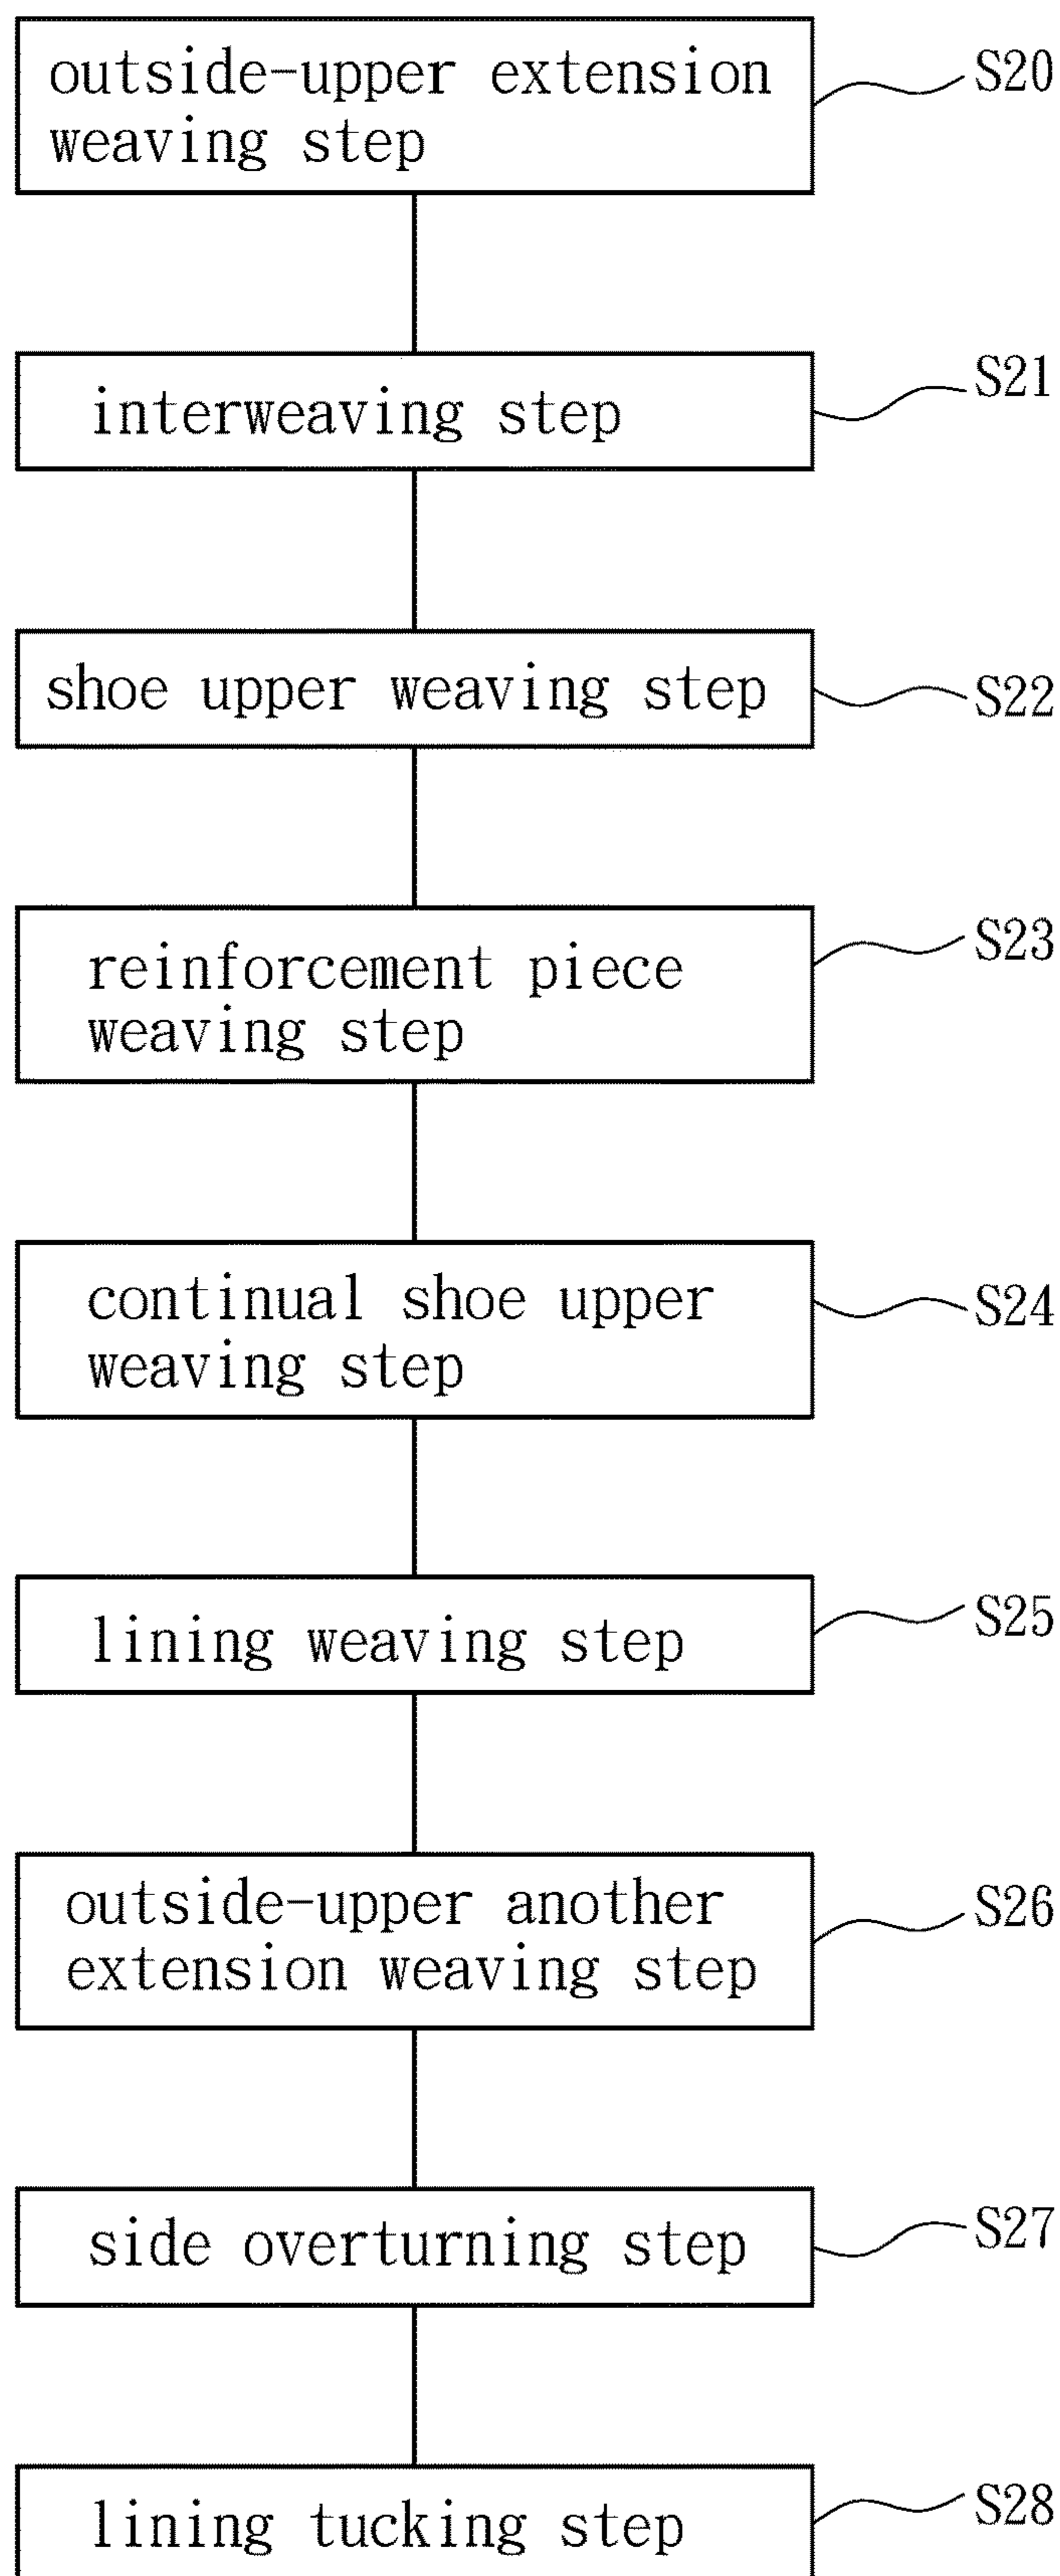 outside-upper extension
weaving step
S20
interweaving step
S21
shoe upper weaving step
S22
reinforcement piece
weaving step
S23
continual shoe upper
weaving step
S24
lining weaving step
S25
outside-upper another
extension weaving step
S26
side overturning step
S27
lining tucking step
S28